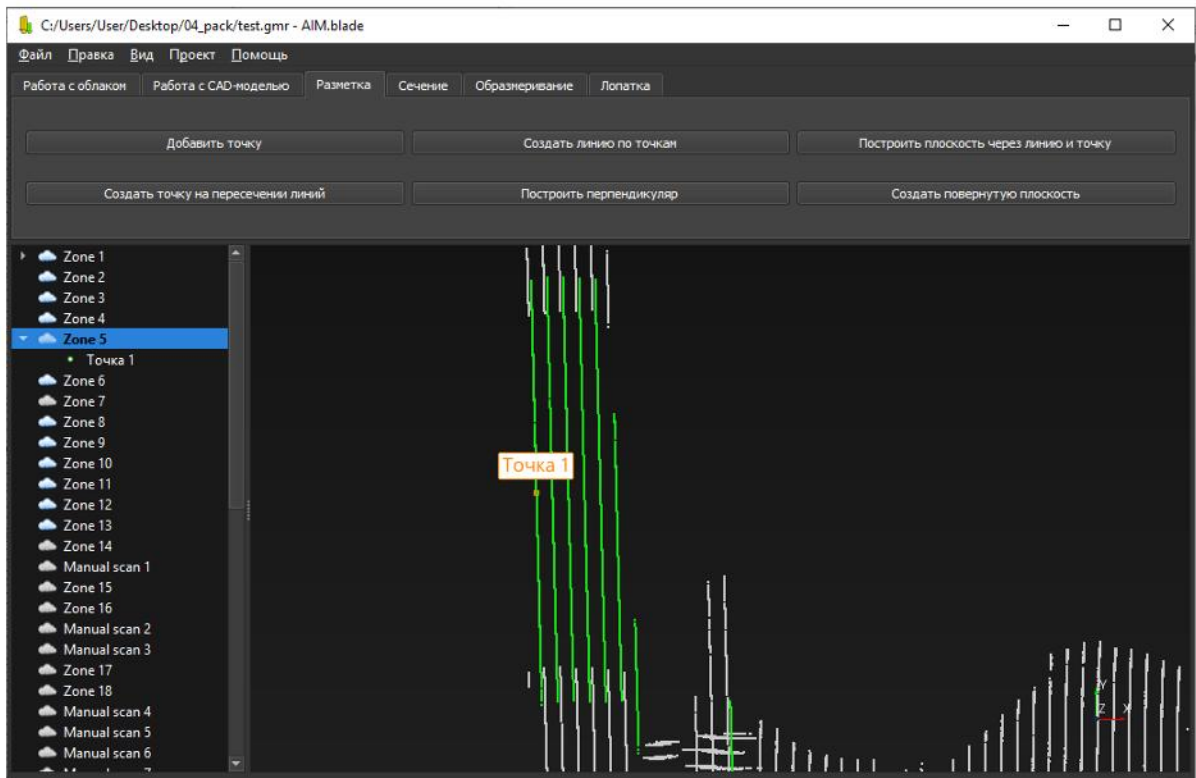 C:/Users/User/Desktop/04_pack/test.gmr - AIM.blade
Файл Правка Вид Проект Помощь
Работа с облаком Работа с CAD-моделью Разметка Сечение Образмеривание Лопатка
Добавить точку Создать линию по точкам Построить плоскость через линию и точку
Создать точку на пересечении линий Построить перпендикуляр Создать повернутую плоскость
Zone 1
Zone 2
Zone 3
Zone 4
Zone 5
Точка 1
Zone 6
Zone 7
Zone 8
Zone 9
Zone 10
Zone 11
Zone 12
Zone 13
Zone 14
Manual scan 1
Zone 15
Zone 16
Manual scan 2
Manual scan 3
Zone 17
Zone 18
Manual scan 4
Manual scan 5
Manual scan 6
Точка 1
Y
Z X